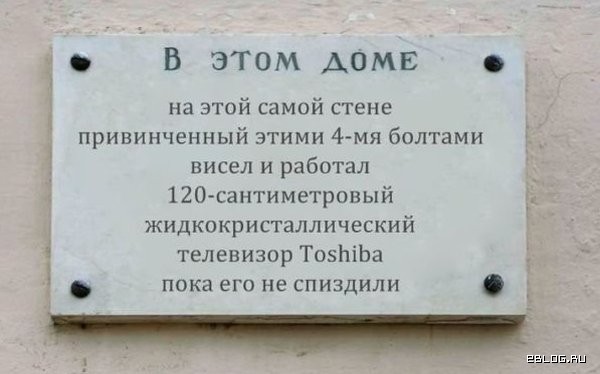 В ЭТОМ ДОМЕ
на этой самой стене
привинченный этими 4-мя болтами
висел и работал
120-сантиметровый
жидкокристаллический
телевизор Toshiba
пока его не спиздили
2BLOG.RU